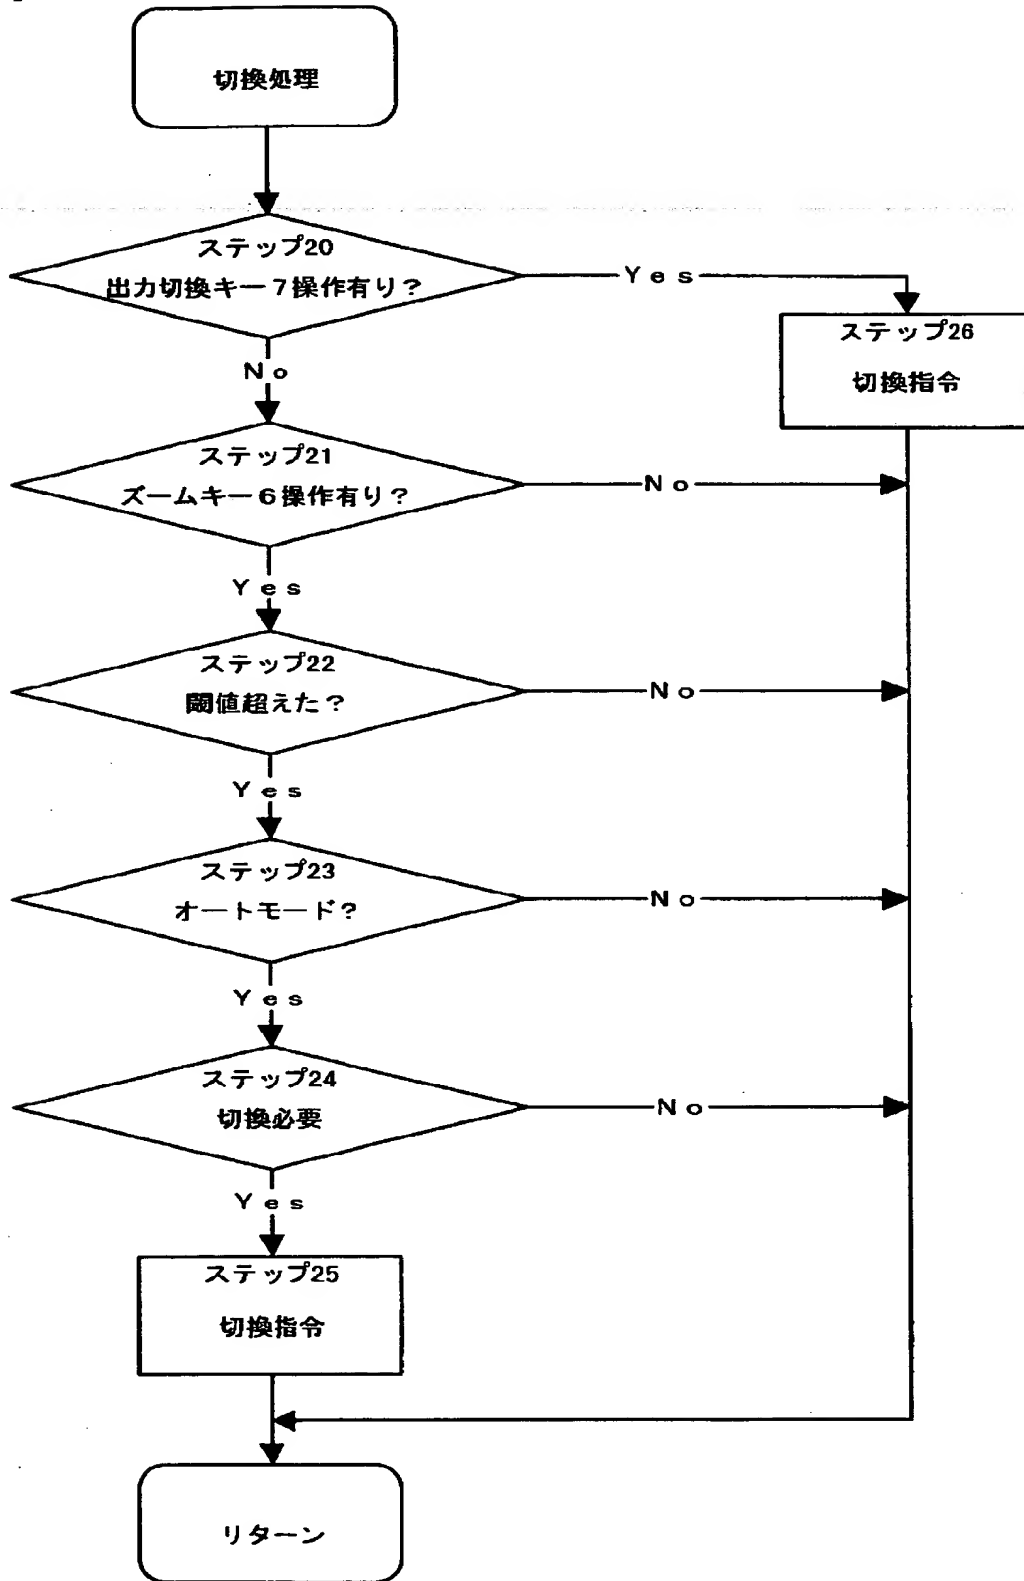 切換処理
ステップ20
出力切換キー7操作有り?
Yes
ステップ26
切換指令
No
ステップ21
ズームキー6操作有り?
No
Yes
ステップ22
閾値超えた?
No
Yes
ステップ23
オートモード?
No
Yes
ステップ24
切換必要
No
Yes
ステップ25
切換指令
リターン